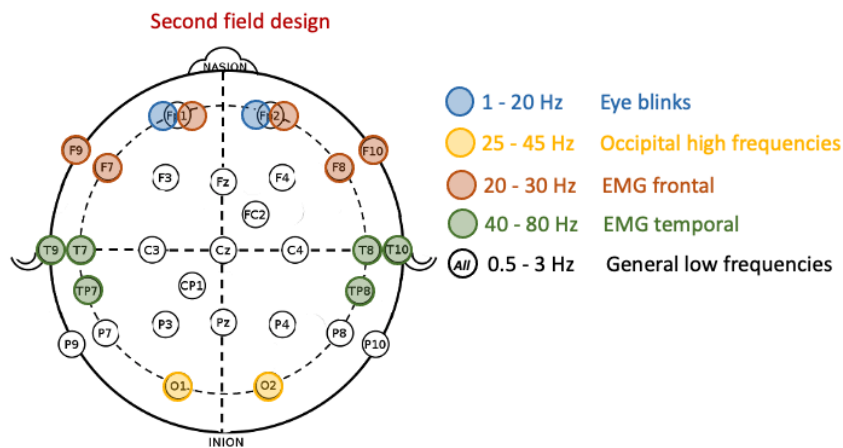 Second field design
NASION
Fp1 Fp2
F9 F10
F7 F8
F3 Fz F4
FC2
T9 T7 C3 Cz C4 T8 T10
TP7 CP1 TP8
P9 P7 P3 Pz P4 P8 P10
O1 O2
INION
1 - 20 Hz Eye blinks
25 - 45 Hz Occipital high frequencies
20 - 30 Hz EMG frontal
40 - 80 Hz EMG temporal
All 0.5 - 3 Hz General low frequencies